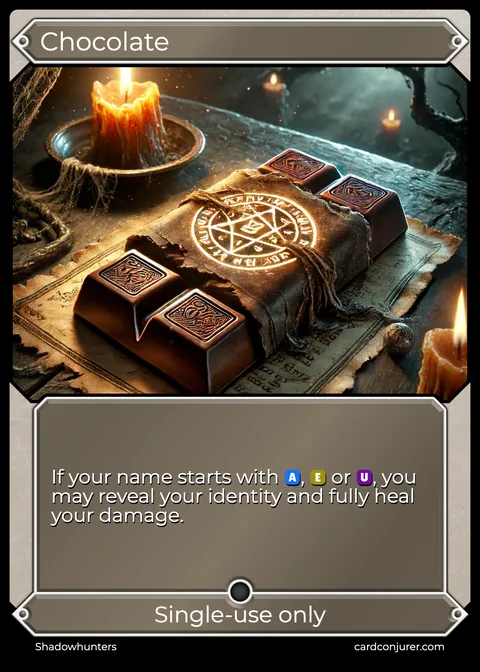 Chocolate
If your name starts with A, E or U, you
may reveal your identity and fully heal
your damage.
Single-use only
Shadowhunters
cardconjurer.com